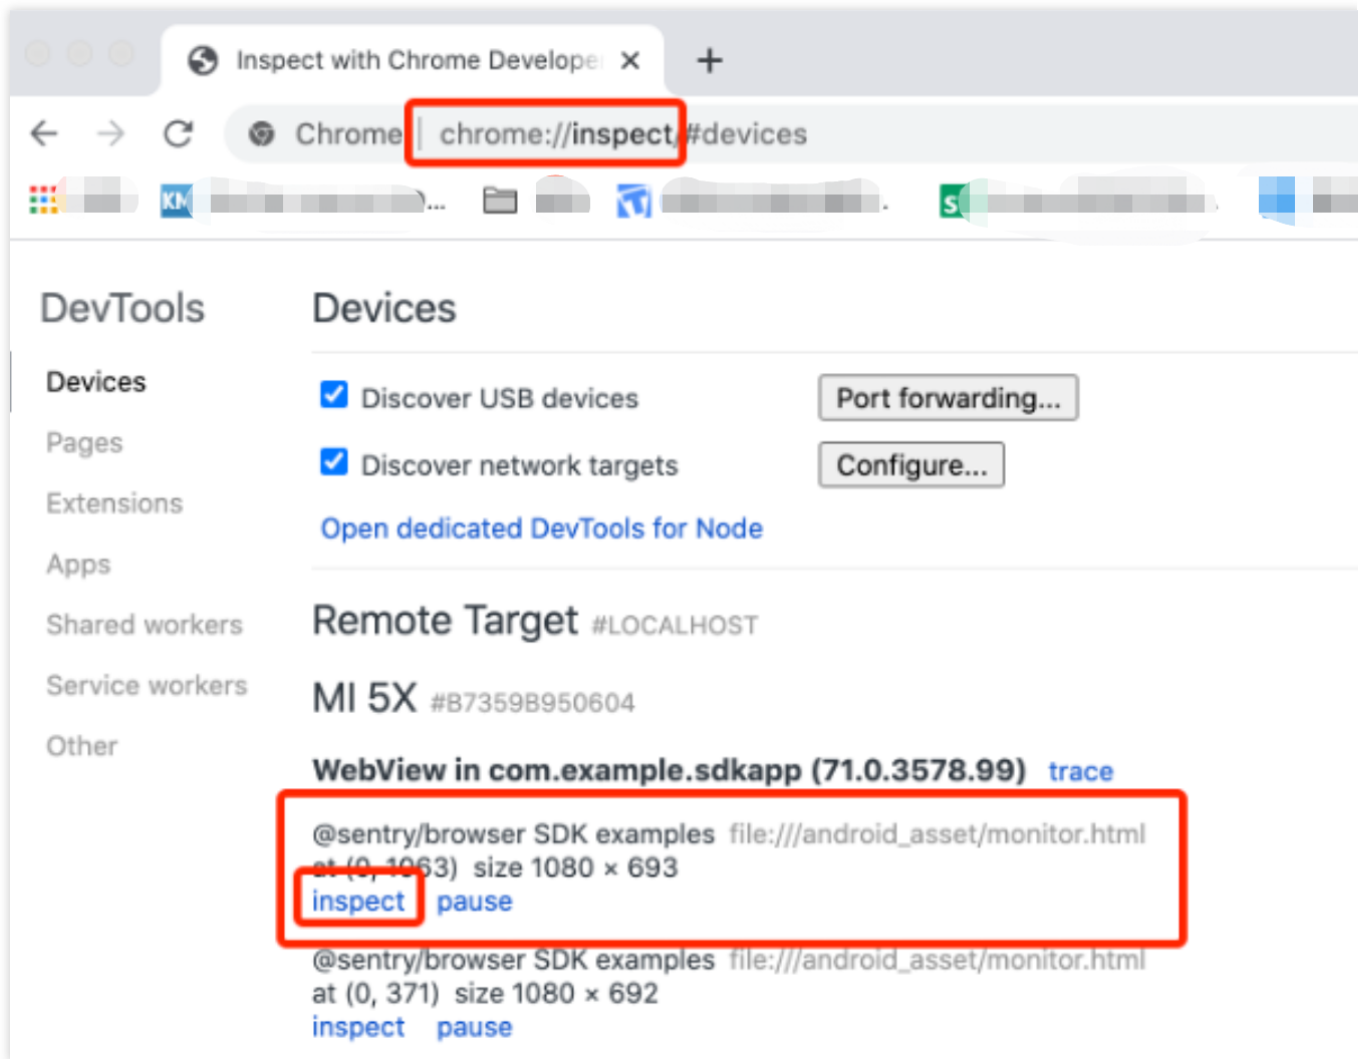 Inspect with Chrome Develope
Chrome | chrome://inspect/#devices
KM ...
S
DevTools
Devices
Devices
Discover USB devices Port forwarding...
Pages
Discover network targets Configure...
Extensions
Open dedicated DevTools for Node
Apps
Shared workers
Remote Target #LOCALHOST
Service workers
MI 5X #B7359B950604
Other
WebView in com.example.sdkapp (71.0.3578.99) trace
@sentry/browser SDK examples file:///android_asset/monitor.html
at (0, 1063) size 1080 × 693
inspect pause
@sentry/browser SDK examples file:///android_asset/monitor.html
at (0, 371) size 1080 × 692
inspect pause